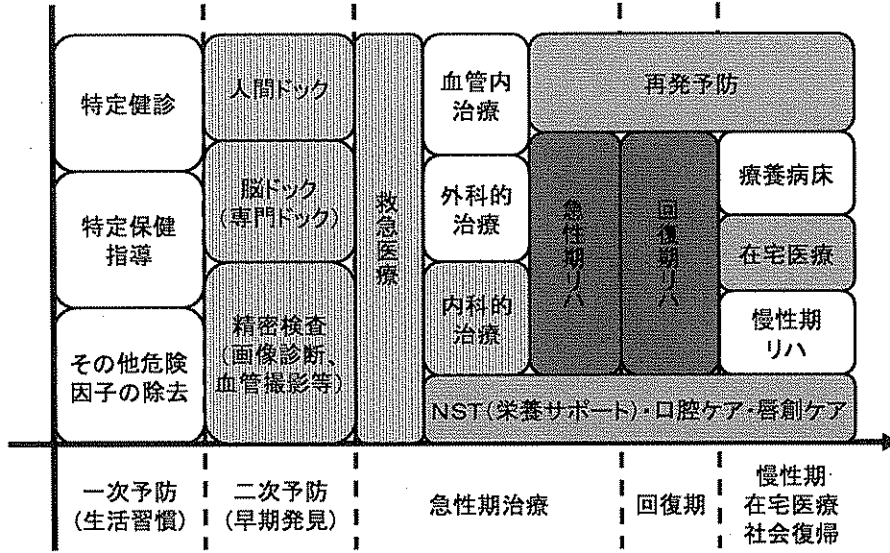 特定健診
特定保健
指導
その他危険
因子の除去
人間ドック
脳ドック
(専門ドック)
精密検査
(画像診断、
血管撮影等)
救急医療
血管内
治療
外科的
治療
内科的
治療
再発予防
急性期リハ
回復期リハ
療養病床
在宅医療
慢性期
リハ
NST(栄養サポート)・口腔ケア・唇創ケア
一次予防
(生活習慣)
二次予防
(早期発見)
急性期治療
回復期
慢性期
在宅医療
社会復帰